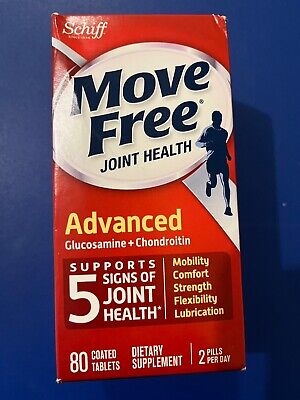 Schiff
Move
Free®
JOINT HEALTH
Advanced
Glucosamine + Chondroitin
SUPPORTS
5 SIGNS OF
JOINT
HEALTH*
Mobility
Comfort
Strength
Flexibility
Lubrication
80 COATED TABLETS
DIETARY SUPPLEMENT
2 PILLS PER DAY